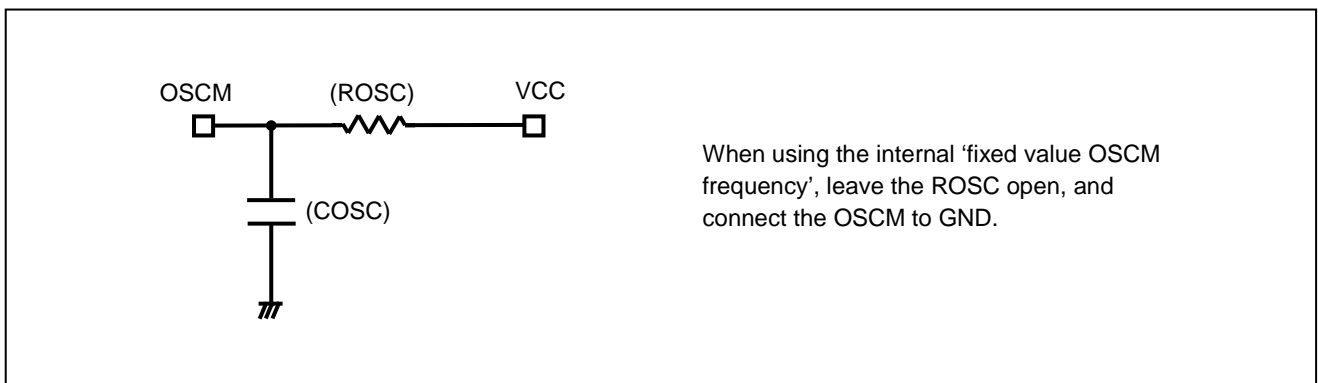 OSCM (ROSC) VCC
(COSC)
When using the internal ‘fixed value OSCM
frequency’, leave the ROSC open, and
connect the OSCM to GND.